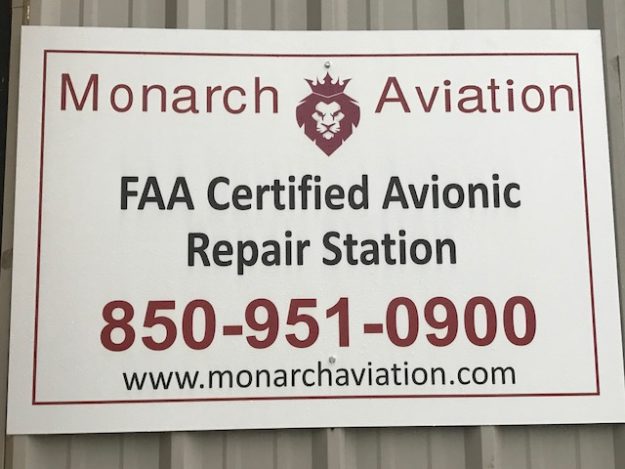 Monarch Aviation
FAA Certified Avionic
Repair Station
850-951-0900
www.monarchaviation.com